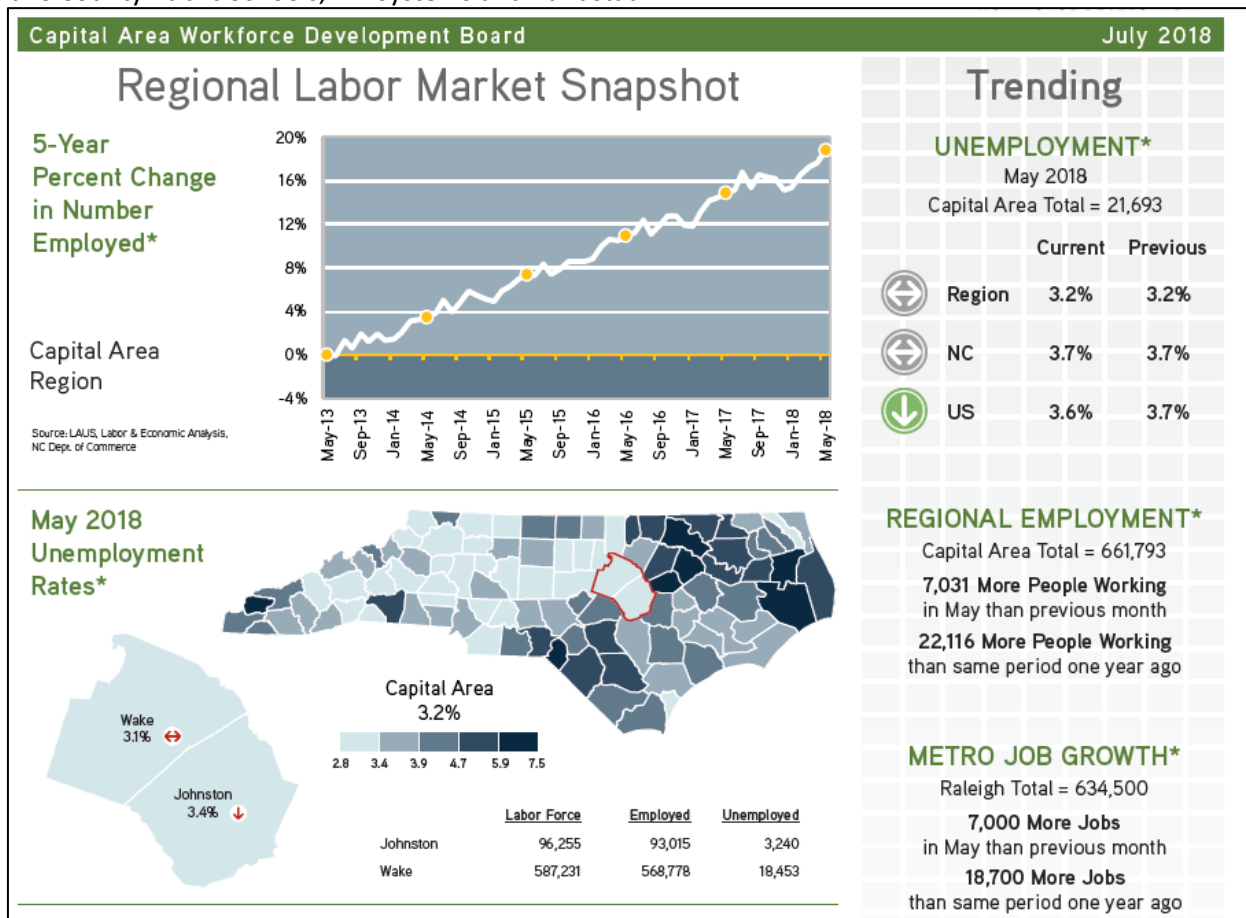 Capital Area Workforce Development Board
July 2018
Regional Labor Market Snapshot
5-Year
Percent Change
in Number
Employed*
Capital Area
Region
Source: LAUS, Labor & Economic Analysis,
NC Dept. of Commerce
20%
16%
12%
8%
4%
0%
-4%
May-13
Sep-13
Jan-14
May-14
Sep-14
Jan-15
May-15
Sep-15
Jan-16
May-16
Sep-16
Jan-17
May-17
Sep-17
Jan-18
May-18
Trending
UNEMPLOYMENT*
May 2018
Capital Area Total = 21,693
Current Previous
Region 3.2% 3.2%
NC 3.7% 3.7%
US 3.6% 3.7%
May 2018
Unemployment
Rates*
Wake
3.1%
Johnston
3.4%
Capital Area
3.2%
2.8 3.4 3.9 4.7 5.9 7.5
Labor Force Employed Unemployed
Johnston 96,255 93,015 3,240
Wake 587,231 568,778 18,453
REGIONAL EMPLOYMENT*
Capital Area Total = 661,793
7,031 More People Working
in May than previous month
22,116 More People Working
than same period one year ago
METRO JOB GROWTH*
Raleigh Total = 634,500
7,000 More Jobs
in May than previous month
18,700 More Jobs
than same period one year ago